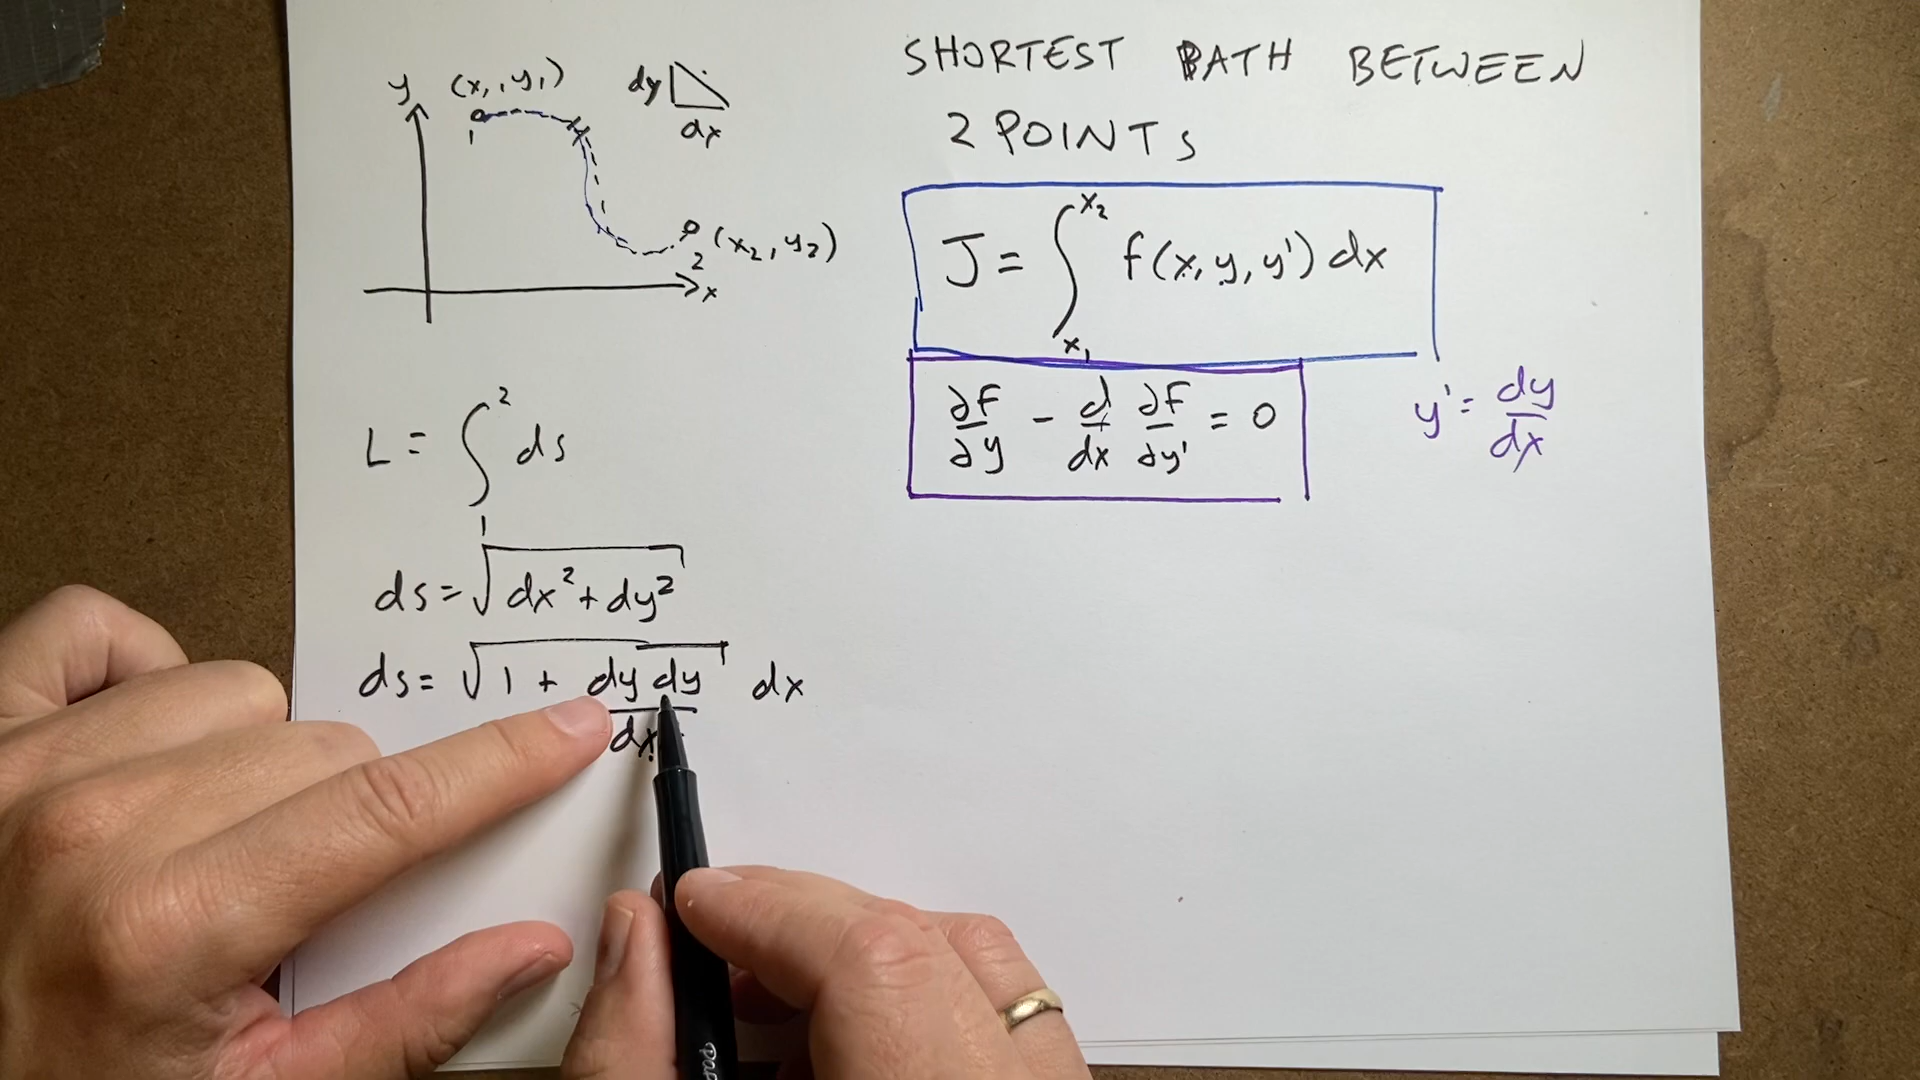 SHORTEST PATH BETWEEN
2 POINTS
y
(x₁, y₁)
1
dy
dx
(x₂, y₂)
2
x
J = ∫ₓ₁ˣ² f(x, y, y') dx
∂f/∂y - d/dx ∂f/∂y' = 0
y' = dy/dx
L = ∫₁² ds
ds = √(dx² + dy²)
ds = √(1 + dy dy/dx) dx